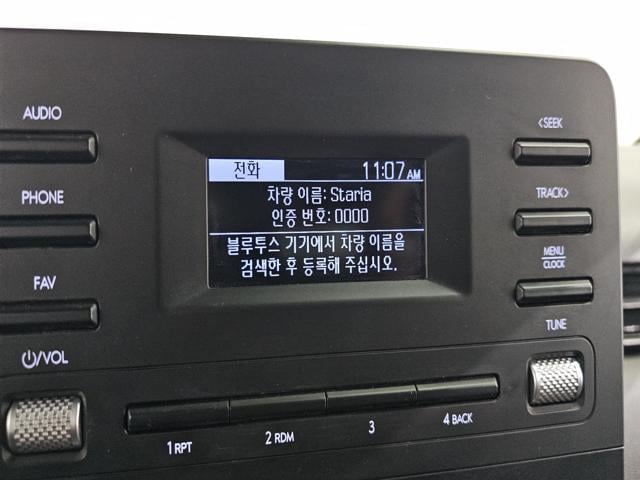 AUDIO
PHONE
FAV
⏻/VOL
전화 11:07 AM
차량 이름: Staria
인증 번호: 0000
블루투스 기기에서 차량 이름을
검색한 후 등록해 주십시오.
<SEEK
TRACK>
MENU
CLOCK
TUNE
1 RPT
2 RDM
3
4 BACK